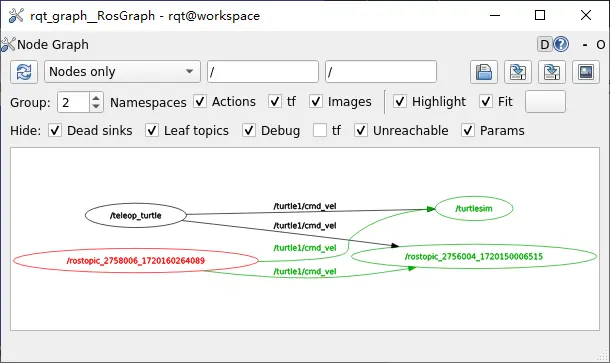 rqt_graph__RosGraph - rqt@workspace
Node Graph D ? - O
Nodes only / /
Group: 2 Namespaces Actions tf Images Highlight Fit
Hide: Dead sinks Leaf topics Debug tf Unreachable Params
/turtle1/cmd_vel
/teleop_turtle
/turtlesim
/turtle1/cmd_vel
/turtle1/cmd_vel
/rostopic_2758006_1720160264089
/rostopic_2756004_1720150006515
/turtle1/cmd_vel